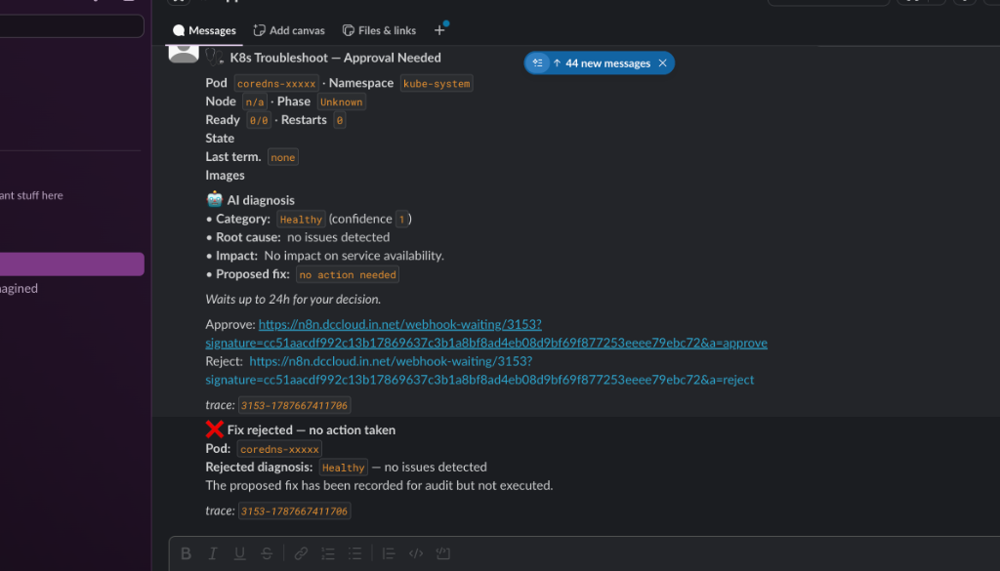 Messages
Add canvas
Files & links
K8s Troubleshoot — Approval Needed
↑ 44 new messages
Pod coredns-xxxxx · Namespace kube-system
Node n/a · Phase Unknown
Ready 0/0 · Restarts 0
State
Last term. none
Images
ant stuff here
AI diagnosis
• Category: Healthy (confidence 1)
• Root cause: no issues detected
• Impact: No impact on service availability.
• Proposed fix: no action needed
agined
Waits up to 24h for your decision.
Approve: https://n8n.dccloud.in.net/webhook-waiting/3153?
signature=cc51aacdf992c13b17869637c3b1a8bf8ad4eb08d9bf69f877253eeee79ebc72&a=approve
Reject: https://n8n.dccloud.in.net/webhook-waiting/3153?
signature=cc51aacdf992c13b17869637c3b1a8bf8ad4eb08d9bf69f877253eeee79ebc72&a=reject
trace: 3153-1787667411706
❌ Fix rejected — no action taken
Pod: coredns-xxxxx
Rejected diagnosis: Healthy — no issues detected
The proposed fix has been recorded for audit but not executed.
trace: 3153-1787667411706